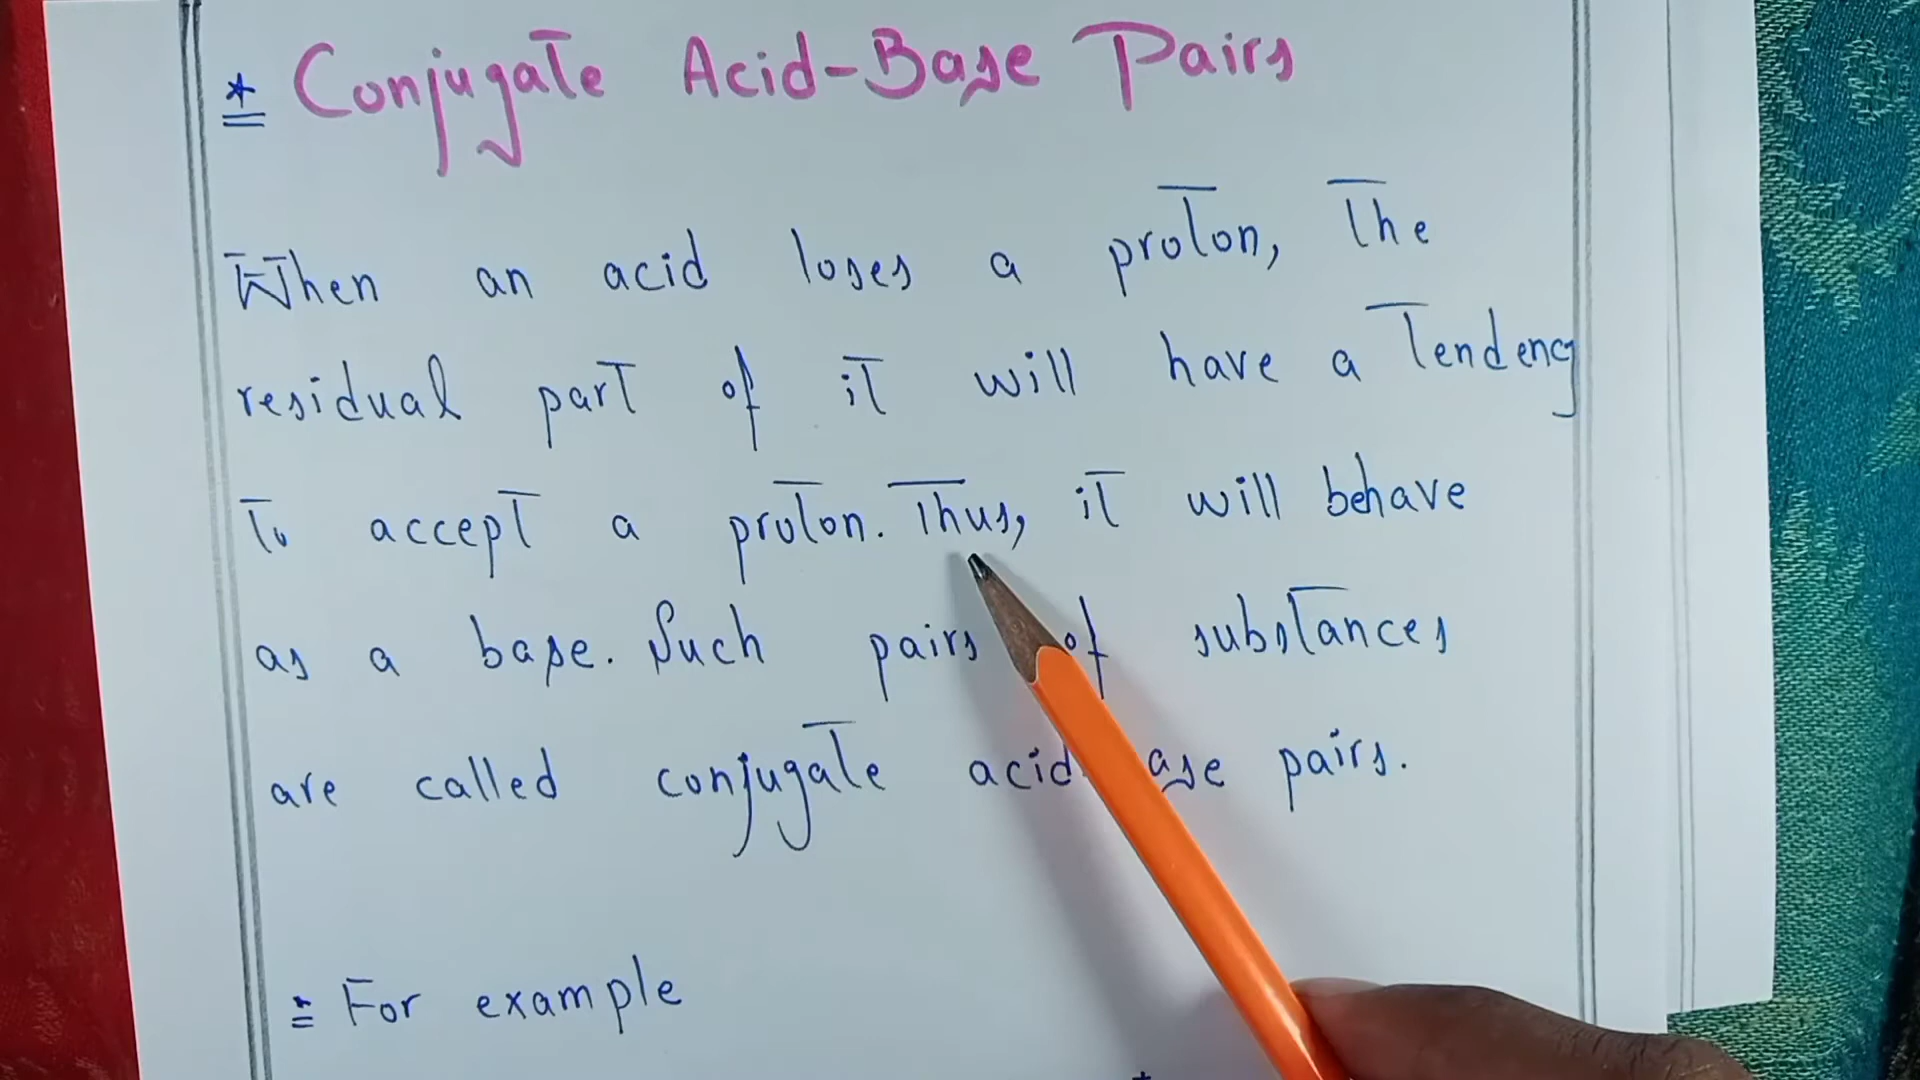 * Conjugate Acid-Base Pairs
When an acid loses a proton, The
residual part of it will have a Tendency
To accept a proton. Thus, it will behave
as a base. Such pairs of substances
are called conjugate acid ase pairs.
For example